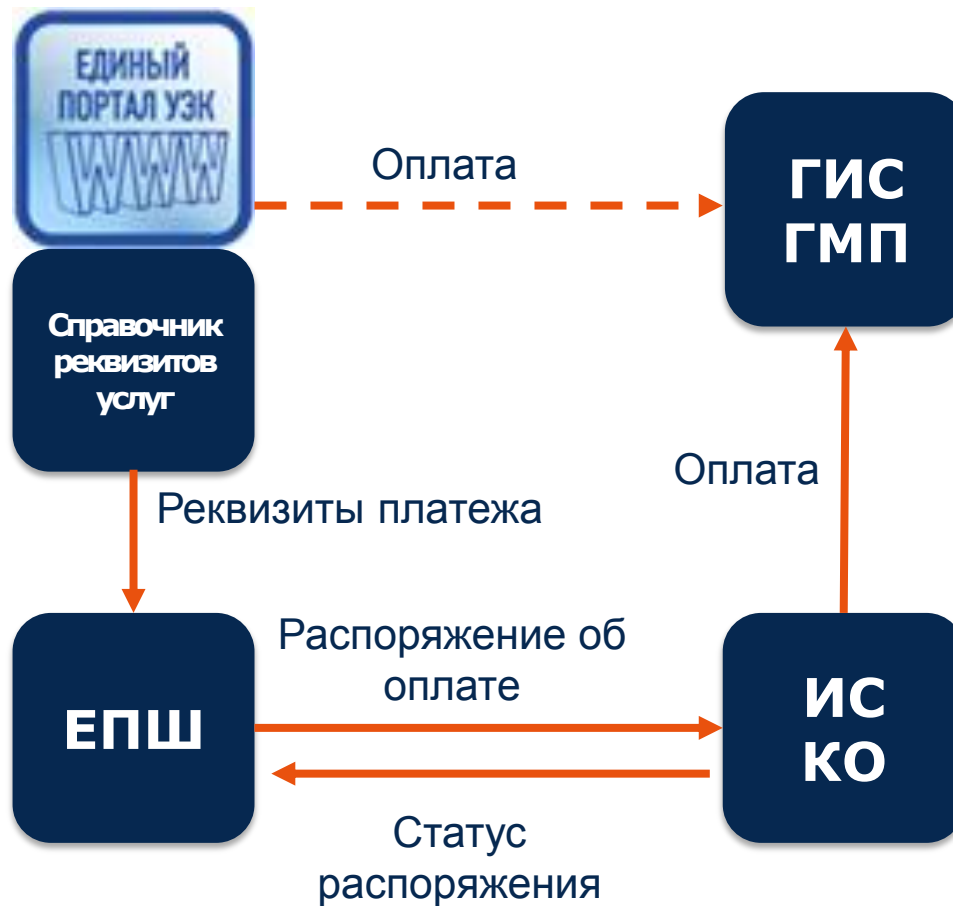 ЕДИНЫЙ
ПОРТАЛ УЭК
Оплата
ГИС
ГМП
Справочник
реквизитов
услуг
Оплата
Реквизиты платежа
Распоряжение об
оплате
ЕПШ
ИС
КО
Статус
распоряжения